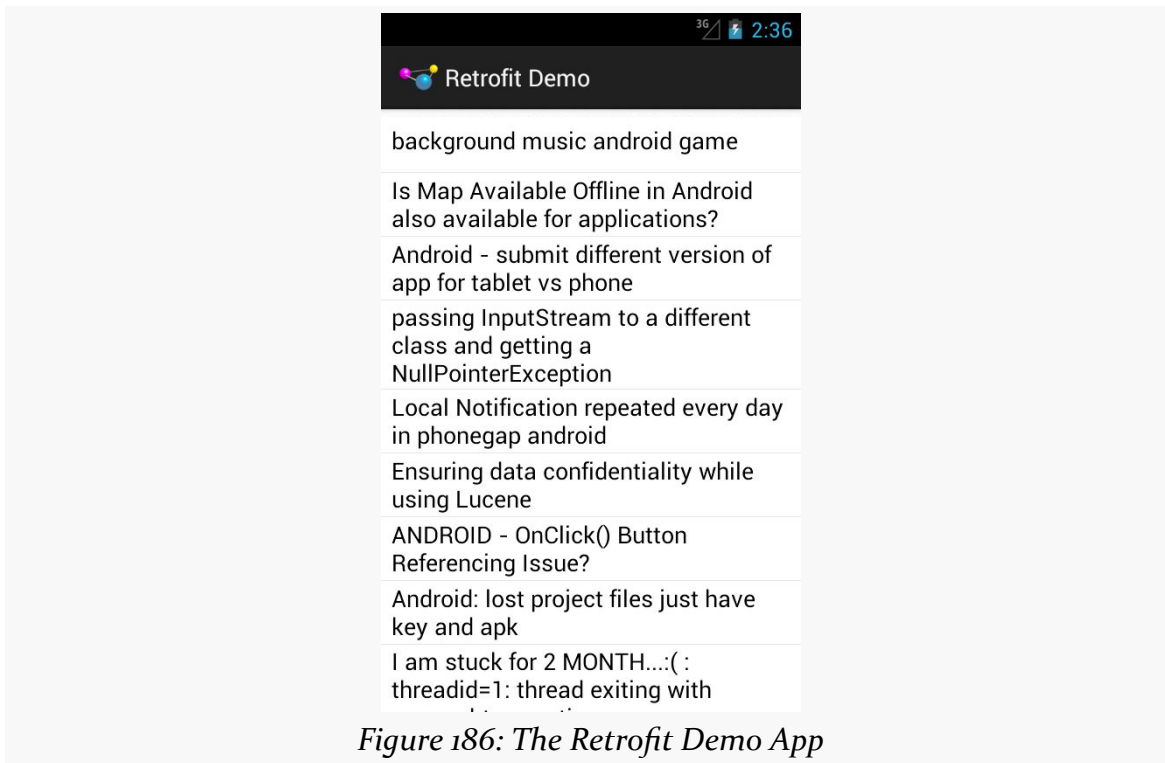 3G 2:36
Retrofit Demo
background music android game
Is Map Available Offline in Android
also available for applications?
Android - submit different version of
app for tablet vs phone
passing InputStream to a different
class and getting a
NullPointerException
Local Notification repeated every day
in phonegap android
Ensuring data confidentiality while
using Lucene
ANDROID - OnClick() Button
Referencing Issue?
Android: lost project files just have
key and apk
I am stuck for 2 MONTH...:( :
threadid=1: thread exiting with
Figure 186: The Retrofit Demo App